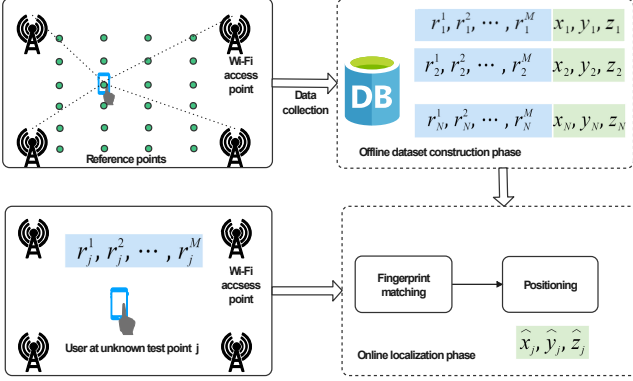 Wi-Fi
access
point
Reference points
Data
collection
DB
r_1^1, r_1^2, ⋯, r_1^M x_1, y_1, z_1
r_2^1, r_2^2, ⋯, r_2^M x_2, y_2, z_2
r_N^1, r_N^2, ⋯, r_N^M x_N, y_N, z_N
Offline dataset construction phase
r_j^1, r_j^2, ⋯, r_j^M
Wi-Fi
accsess
point
User at unknown test point j
Fingerprint
matching
Positioning
x̂_j, ŷ_j, ẑ_j
Online localization phase